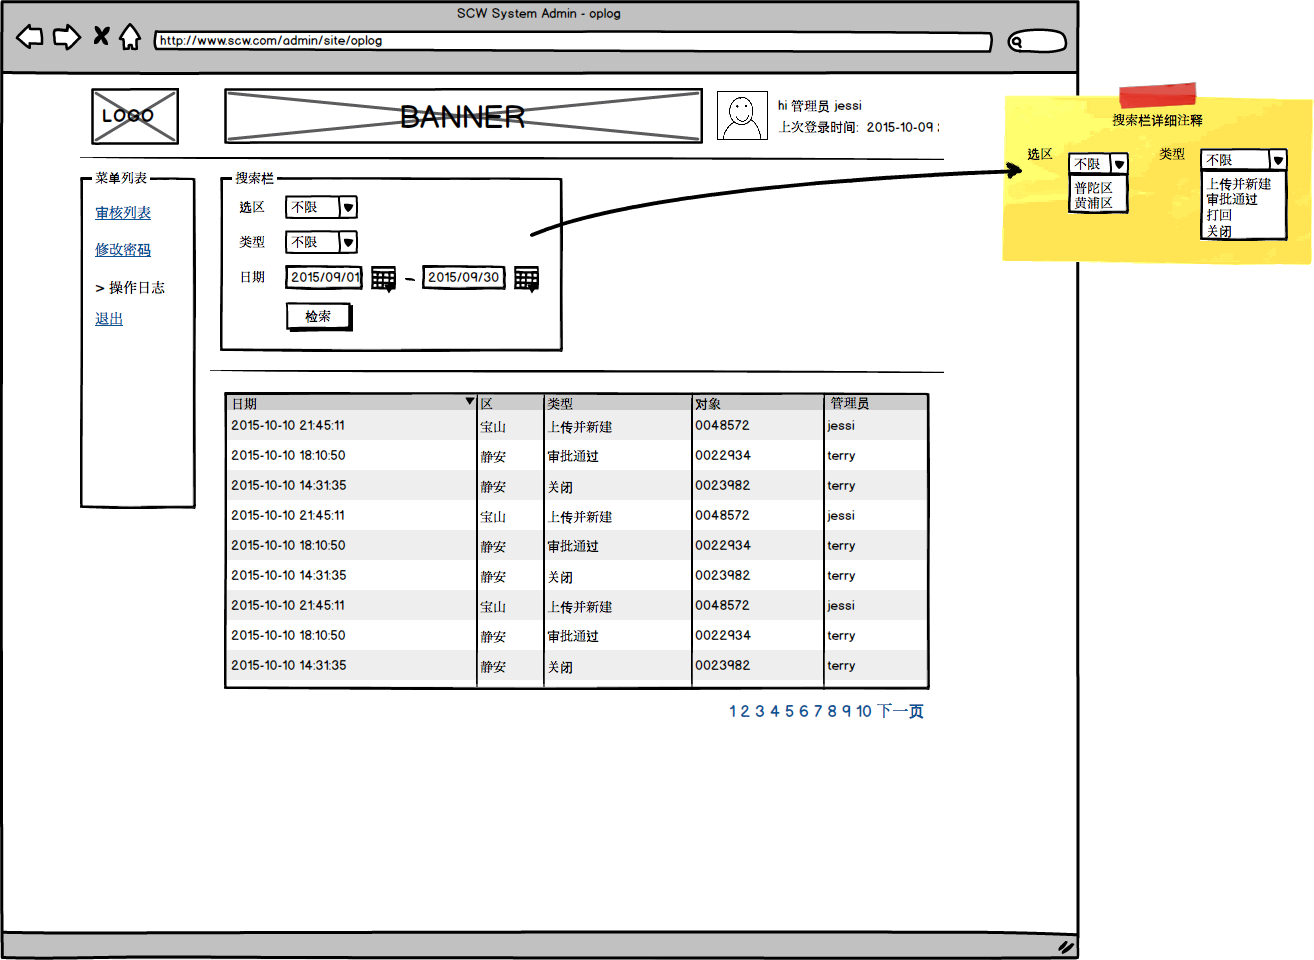 SCW System Admin - oplog
http://www.scw.com/admin/site/oplog
LOGO
BANNER
hi 管理员 jessi
上次登录时间: 2015-10-09
搜索栏详细注释
选区 不限
普陀区
黄浦区
类型 不限
上传并新建
审批通过
打回
关闭
菜单列表
审核列表
修改密码
> 操作日志
退出
搜索栏
选区 不限
类型 不限
日期 2015/09/01 - 2015/09/30
检索
日期 区 类型 对象 管理员
2015-10-10 21:45:11 宝山 上传并新建 0048572 jessi
2015-10-10 18:10:50 静安 审批通过 0022934 terry
2015-10-10 14:31:35 静安 关闭 0023982 terry
2015-10-10 21:45:11 宝山 上传并新建 0048572 jessi
2015-10-10 18:10:50 静安 审批通过 0022934 terry
2015-10-10 14:31:35 静安 关闭 0023982 terry
2015-10-10 21:45:11 宝山 上传并新建 0048572 jessi
2015-10-10 18:10:50 静安 审批通过 0022934 terry
2015-10-10 14:31:35 静安 关闭 0023982 terry
1 2 3 4 5 6 7 8 9 10 下一页